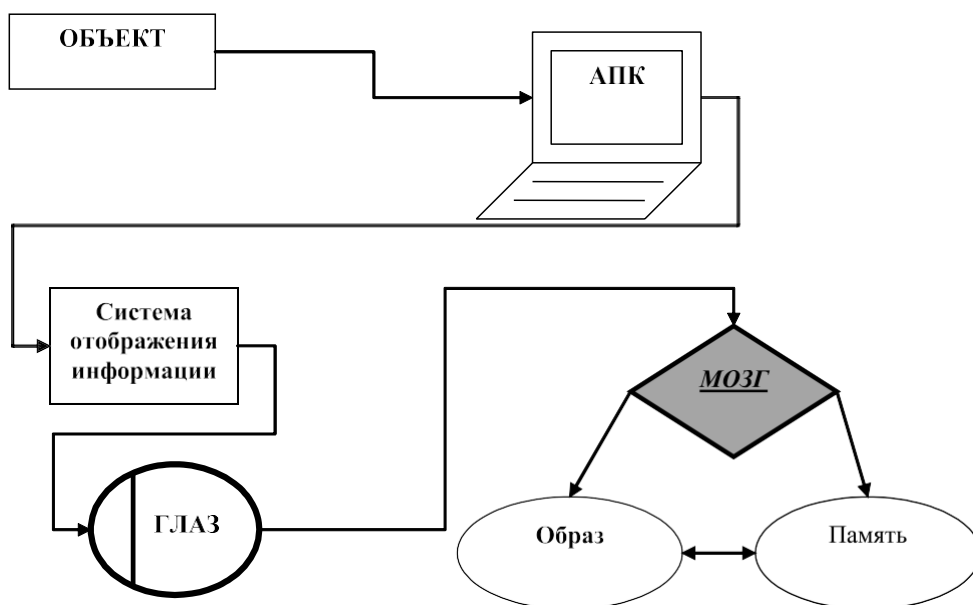 ОБЪЕКТ
АПК
Система
отображения
информации
МОЗГ
ГЛАЗ
Образ
Память